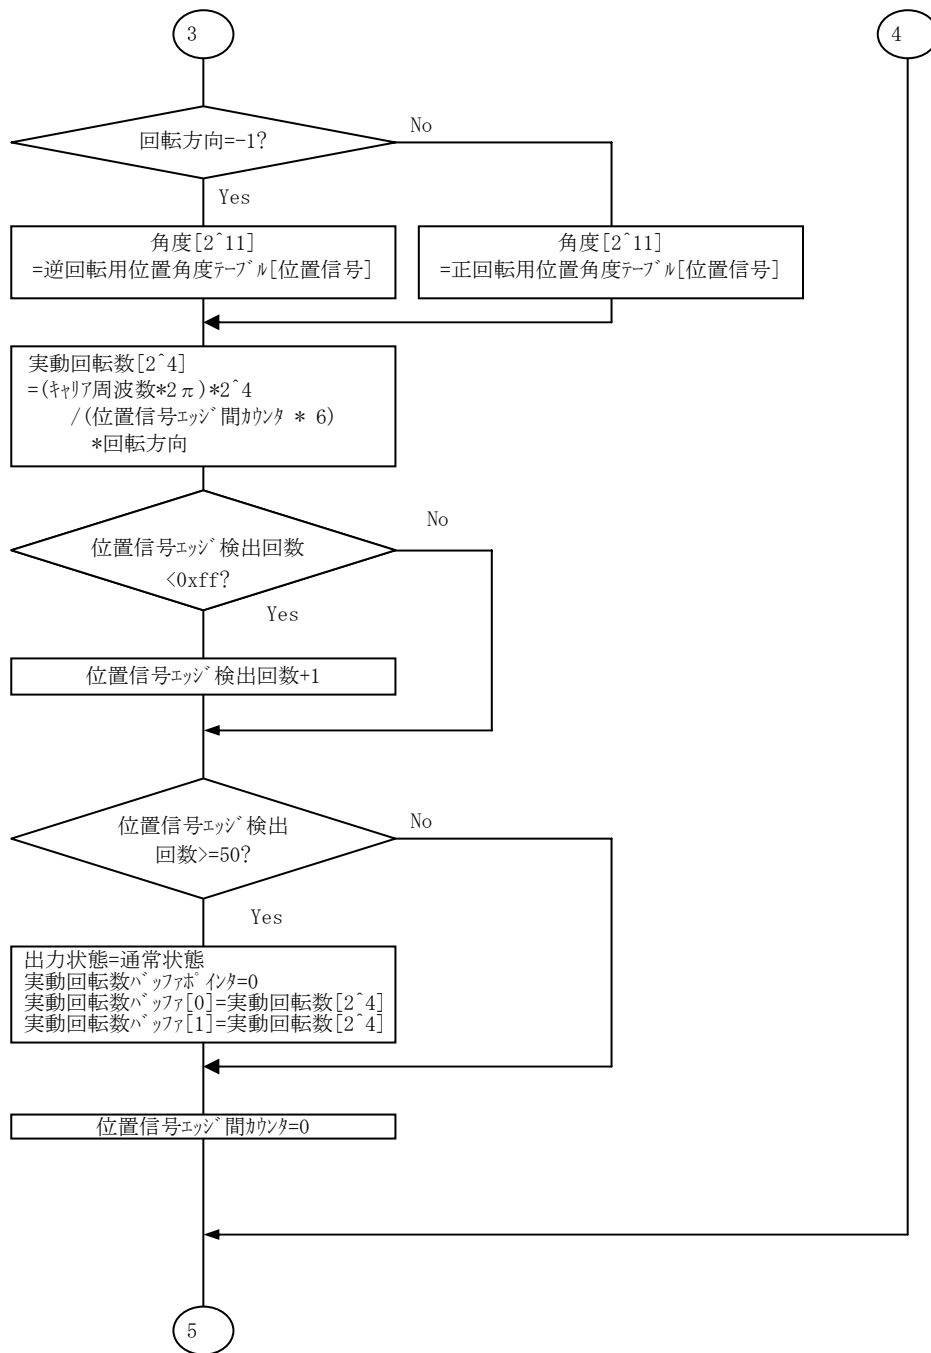 3
4
回転方向=-1?
No
Yes
角度[2^11]
=逆回転用位置角度ﾃｰﾌﾞﾙ[位置信号]
角度[2^11]
=正回転用位置角度ﾃｰﾌﾞﾙ[位置信号]
実動回転数[2^4]
=(ｷｬﾘｱ周波数*2π)*2^4
/(位置信号ｴｯｼﾞ間ｶｳﾝﾀ * 6)
*回転方向
No
位置信号ｴｯｼﾞ検出回数
<0xff?
Yes
位置信号ｴｯｼﾞ検出回数+1
位置信号ｴｯｼﾞ検出
回数>=50?
No
Yes
出力状態=通常状態
実動回転数ﾊﾞｯﾌｧﾎﾟｲﾝﾀ=0
実動回転数ﾊﾞｯﾌｧ[0]=実動回転数[2^4]
実動回転数ﾊﾞｯﾌｧ[1]=実動回転数[2^4]
位置信号ｴｯｼﾞ間ｶｳﾝﾀ=0
5